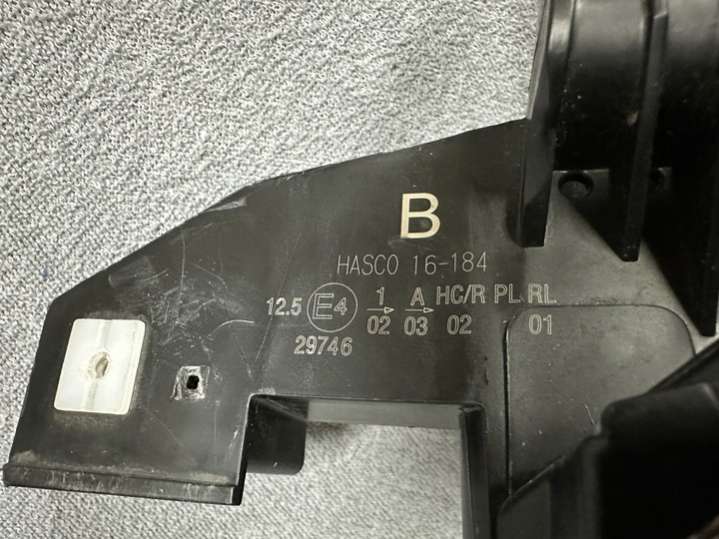 B
HASCO 16-184
12.5 E4 1 A HC/R PL RL
02 03 02 01
29746